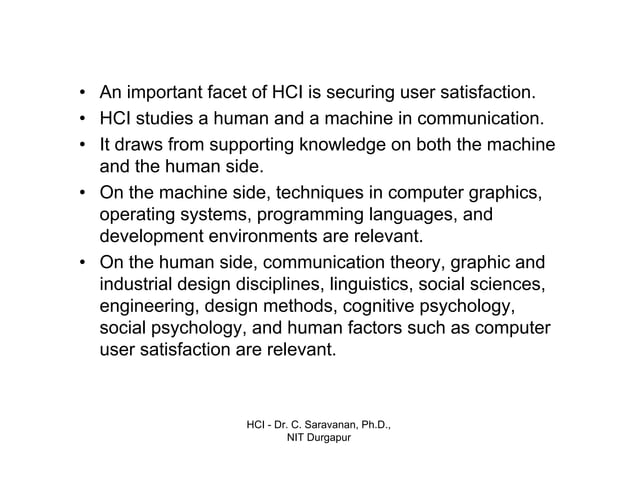 • An important facet of HCI is securing user satisfaction.
• HCI studies a human and a machine in communication.
• It draws from supporting knowledge on both the machine
and the human side.
• On the machine side, techniques in computer graphics,
operating systems, programming languages, and
development environments are relevant.
• On the human side, communication theory, graphic and
industrial design disciplines, linguistics, social sciences,
engineering, design methods, cognitive psychology,
social psychology, and human factors such as computer
user satisfaction are relevant.
HCI - Dr. C. Saravanan, Ph.D.,
NIT Durgapur